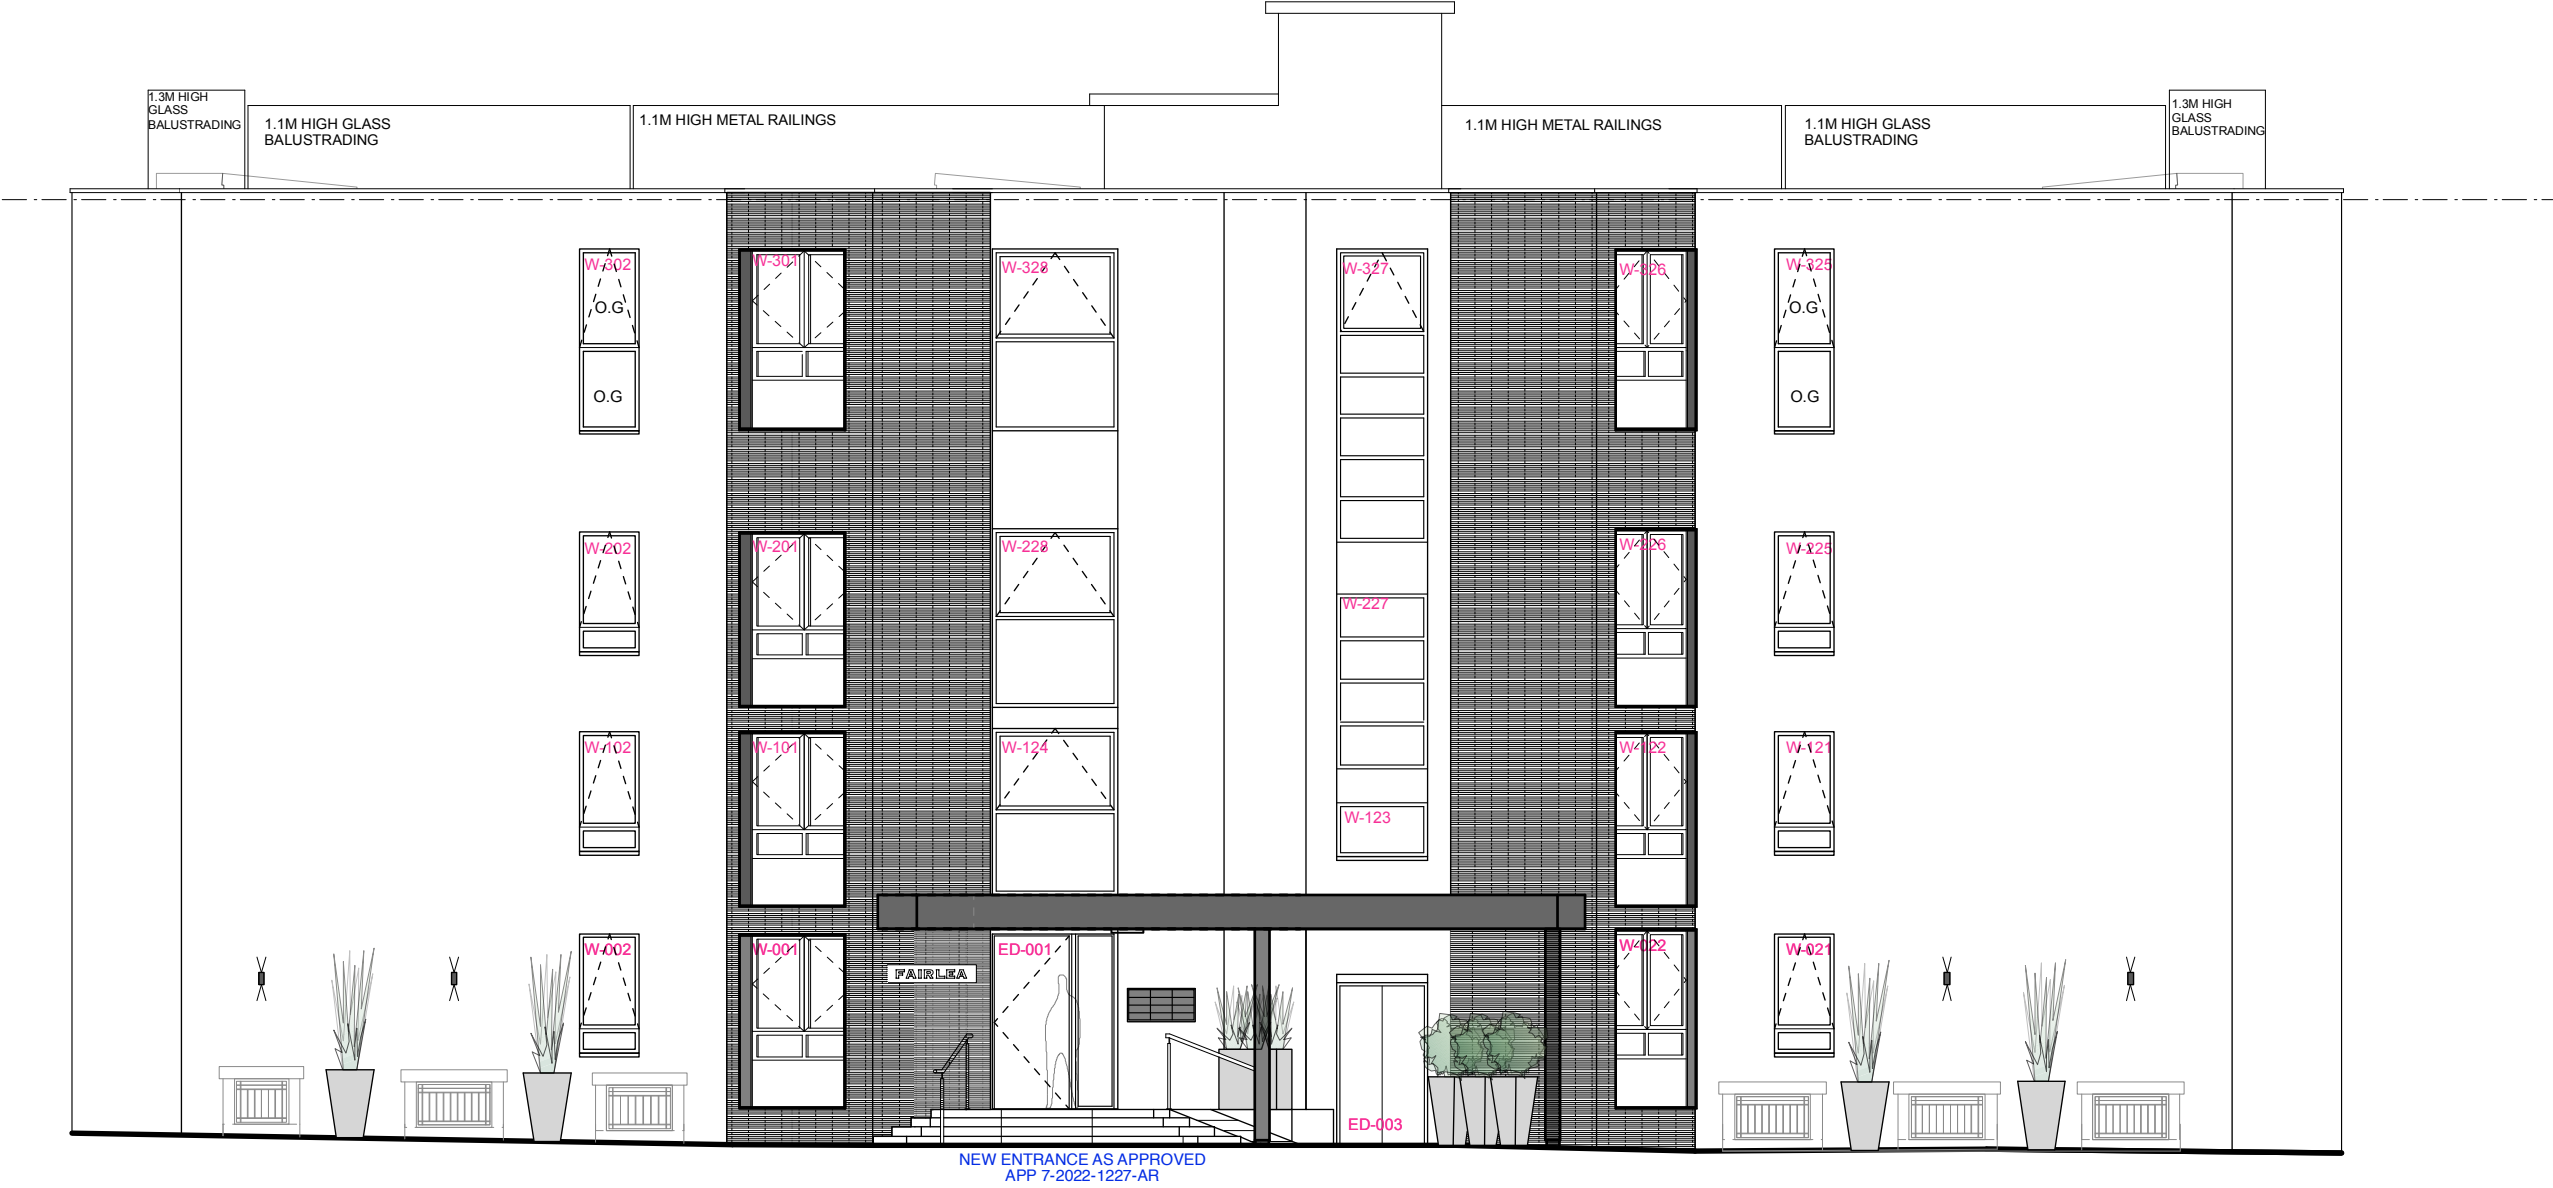 1.3M HIGH
GLASS
BALUSTRADING
1.1M HIGH GLASS
BALUSTRADING
1.1M HIGH METAL RAILINGS
1.1M HIGH METAL RAILINGS
1.1M HIGH GLASS
BALUSTRADING
1.3M HIGH
GLASS
BALUSTRADING
W-302
O.G
O.G
W-301
W-328
W-327
W-326
W-325
O.G
O.G
W-202
W-201
W-228
W-227
W-226
W-225
W-102
W-101
W-124
W-123
W-122
W-121
W-002
W-001
FAIRLEA
ED-001
ED-003
W-022
W-021
NEW ENTRANCE AS APPROVED
APP 7-2022-1227-AR